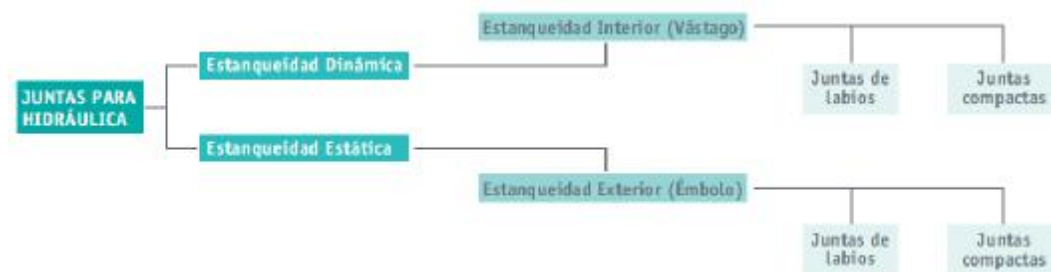 Estanqueidad Interior (Vástago)
Estanqueidad Dinámica
Juntas de
labios
Juntas
compactas
JUNTAS PARA
HIDRÁULICA
Estanqueidad Estática
Estanqueidad Exterior (Émbolo)
Juntas de
labios
Juntas
compactas